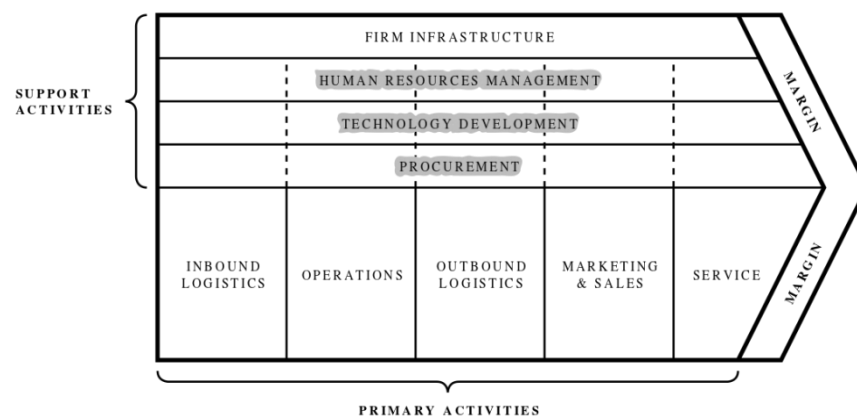 FIRM INFRASTRUCTURE
HUMAN RESOURCES MANAGEMENT
SUPPORT
ACTIVITIES
TECHNOLOGY DEVELOPMENT
PROCUREMENT
MARGIN
INBOUND
LOGISTICS
OPERATIONS
OUTBOUND
LOGISTICS
MARKETING
& SALES
SERVICE
MARGIN
PRIMARY ACTIVITIES